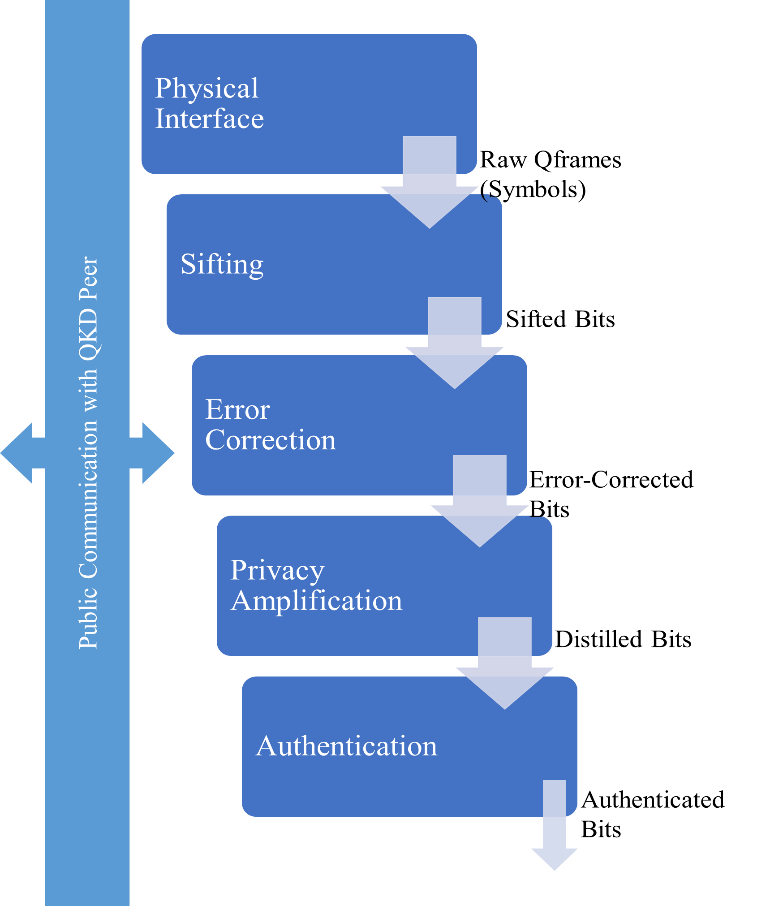 Public Communication with QKD Peer
Physical
Interface
Raw Qframes
(Symbols)
Sifting
Sifted Bits
Error
Correction
Error-Corrected
Bits
Privacy
Amplification
Distilled Bits
Authentication
Authenticated
Bits